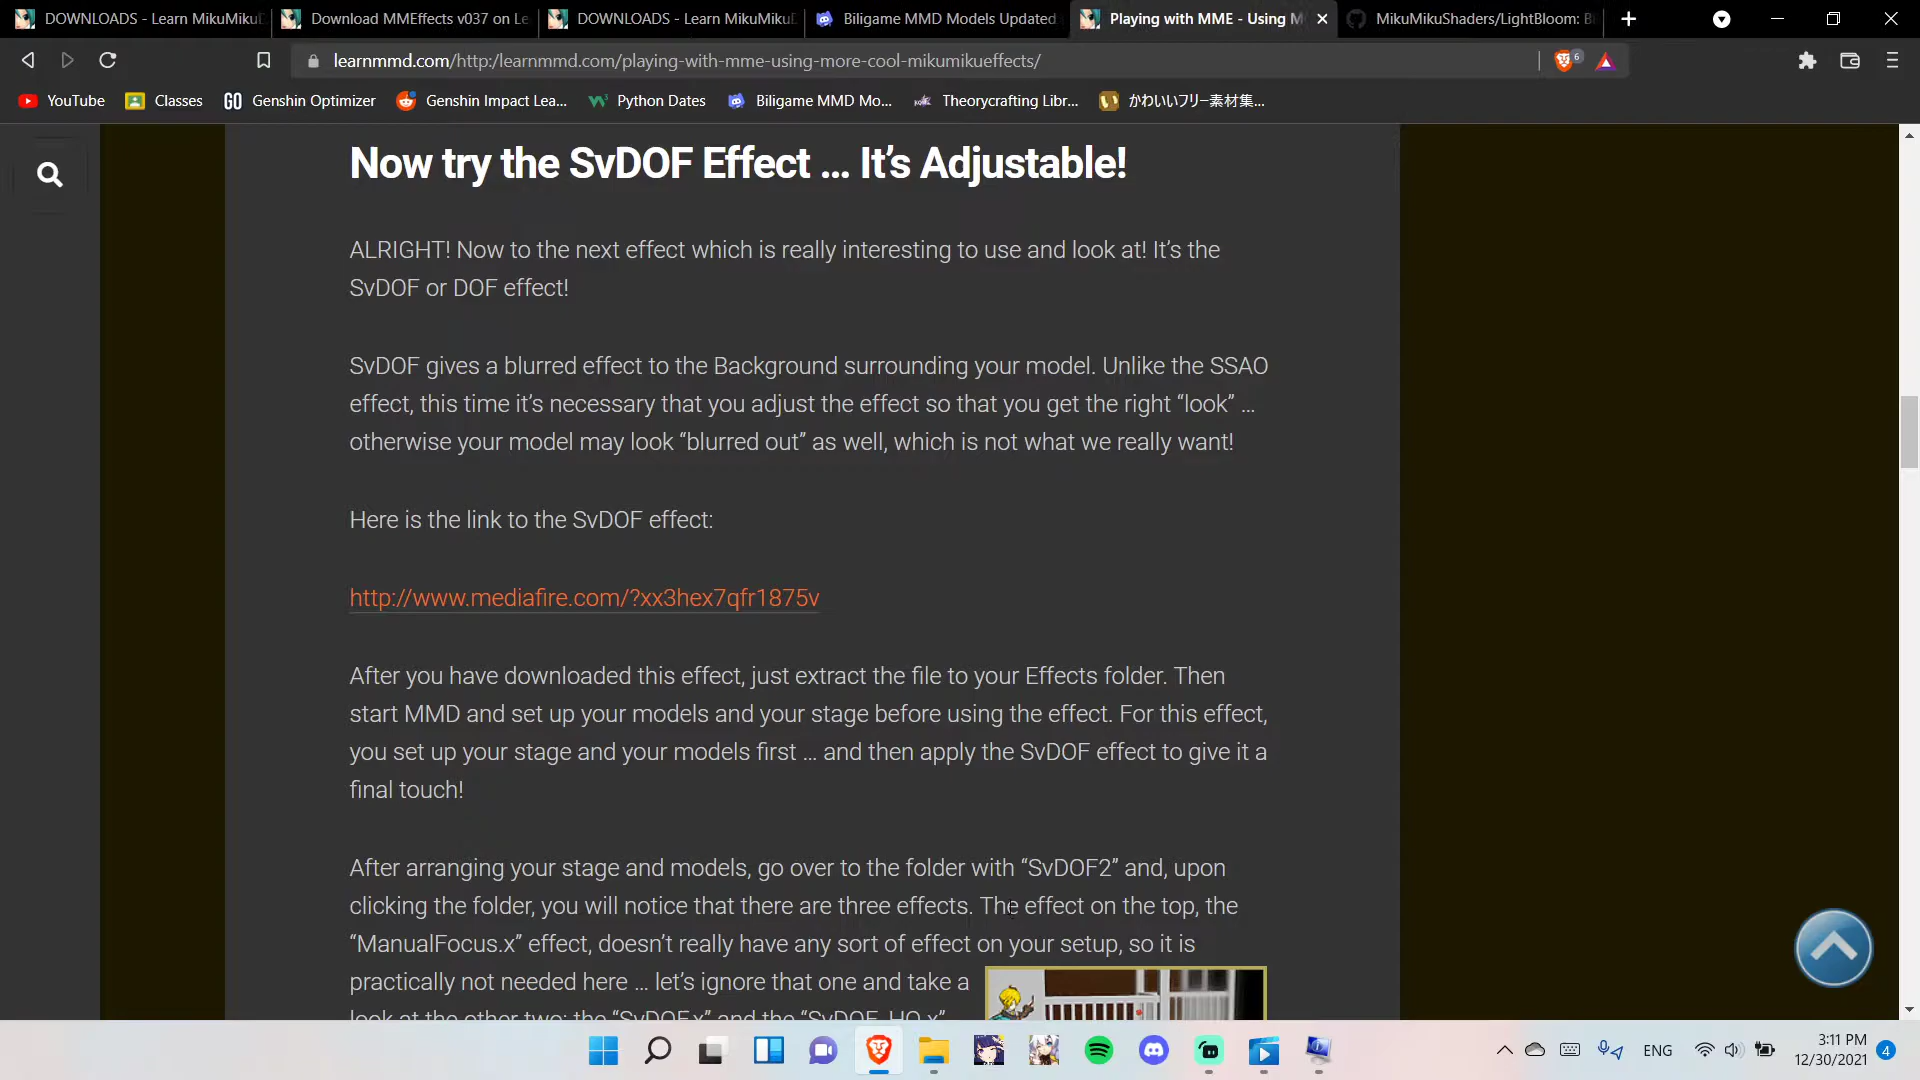 DOWNLOADS - Learn MikuMikuD
Download MMEffects v037 on Le
DOWNLOADS - Learn MikuMikuD
Biligame MMD Models Updated
Playing with MME - Using M
MikuMikuShaders/LightBloom: B
learnmmd.com/http:/learnmmd.com/playing-with-mme-using-more-cool-mikumikueffects/
6
YouTube
Classes
GO Genshin Optimizer
Genshin Impact Lea...
Python Dates
Biligame MMD Mo...
Theorycrafting Libr...
かわいいフリー素材集...
Now try the SvDOF Effect ... It's Adjustable!
ALRIGHT! Now to the next effect which is really interesting to use and look at! It's the
SvDOF or DOF effect!
SvDOF gives a blurred effect to the Background surrounding your model. Unlike the SSAO
effect, this time it's necessary that you adjust the effect so that you get the right “look” ...
otherwise your model may look “blurred out” as well, which is not what we really want!
Here is the link to the SvDOF effect:
http://www.mediafire.com/?xx3hex7qfr1875v
After you have downloaded this effect, just extract the file to your Effects folder. Then
start MMD and set up your models and your stage before using the effect. For this effect,
you set up your stage and your models first ... and then apply the SvDOF effect to give it a
final touch!
After arranging your stage and models, go over to the folder with “SvDOF2” and, upon
clicking the folder, you will notice that there are three effects. The effect on the top, the
“ManualFocus.x” effect, doesn't really have any sort of effect on your setup, so it is
practically not needed here ... let's ignore that one and take a
look at the other two: the “SvDOF.x” and the “SvDOF_HQ.x”
ENG
3:11 PM
12/30/2021
4